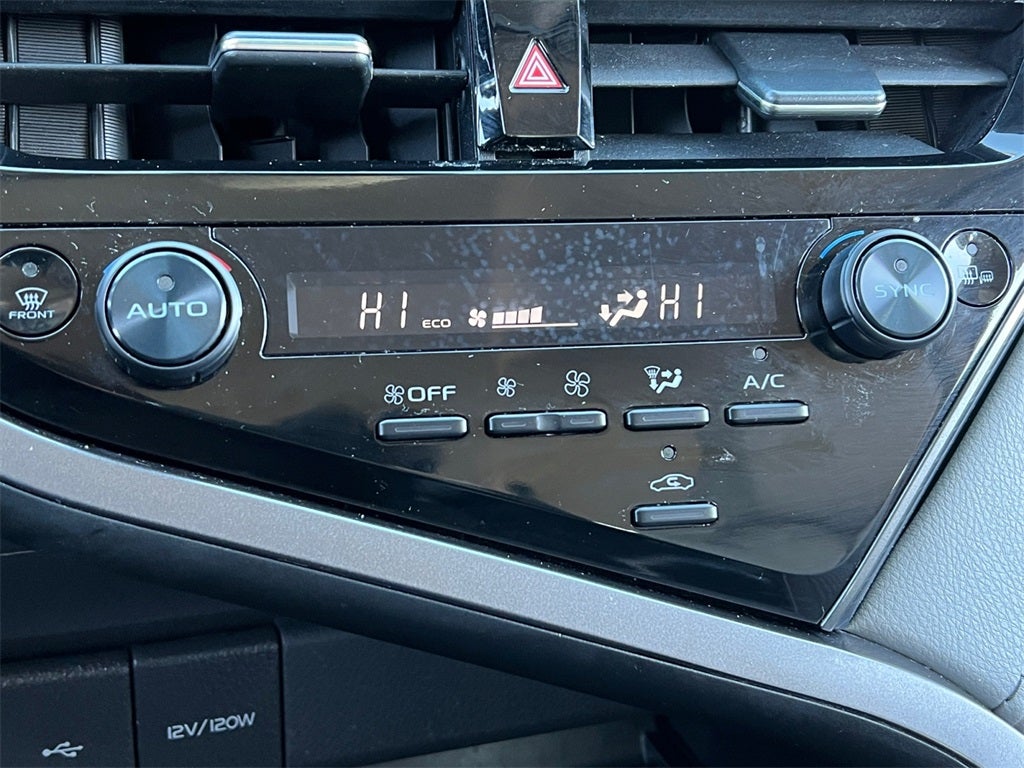 FRONT
AUTO
HI ECO HI
SYNC
OFF
A/C
12V/120W